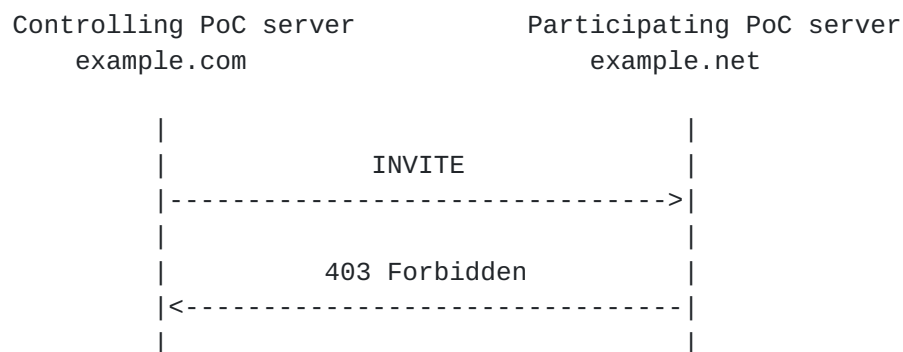 Controlling PoC server Participating PoC server
example.com example.net
INVITE
403 Forbidden